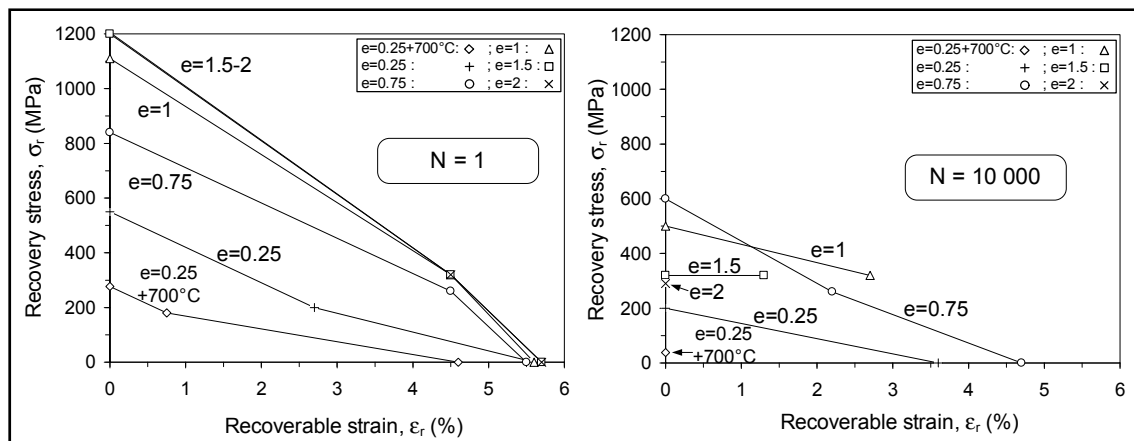 1200
1000
800
600
400
200
0
Recovery stress, σr (MPa)
e=0.25+700°C: ◇ ; e=1 : △
e=0.25 : + ; e=1.5 : □
e=0.75 : ○ ; e=2 : ×
e=1.5-2
e=1
e=0.75
e=0.25
e=0.25
+700°C
N = 1
0 1 2 3 4 5 6
Recoverable strain, εr (%)
1200
1000
800
600
400
200
0
Recovery stress, σr (MPa)
e=0.25+700°C: ◇ ; e=1 : △
e=0.25 : + ; e=1.5 : □
e=0.75 : ○ ; e=2 : ×
N = 10 000
e=1
e=1.5
e=2
e=0.75
e=0.25
e=0.25
+700°C
0 1 2 3 4 5 6
Recoverable strain, εr (%)